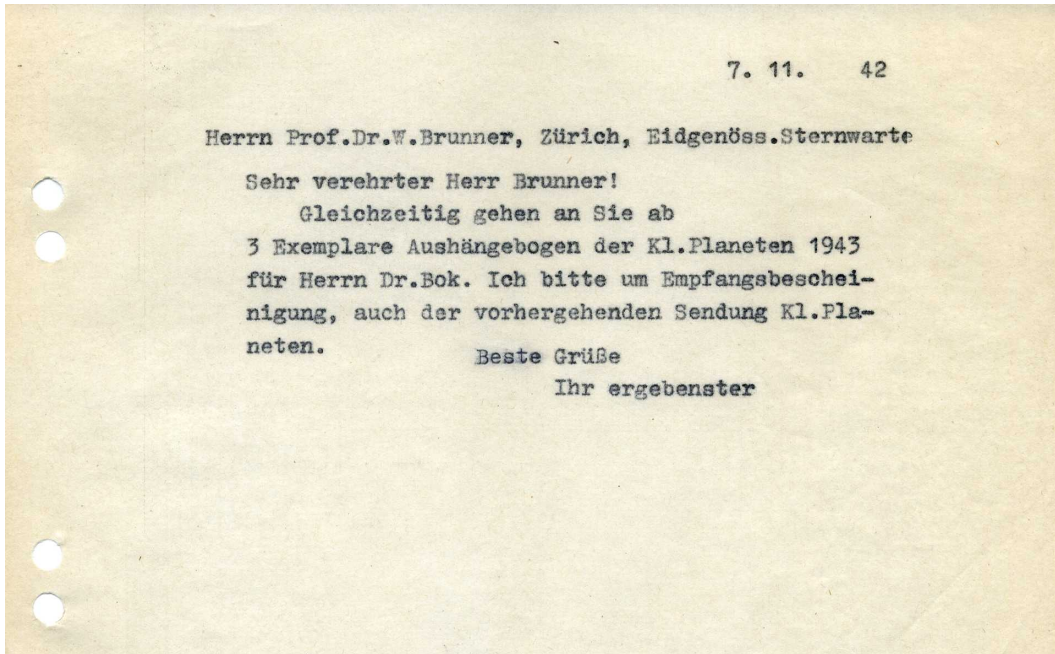 7. 11. 42
Herrn Prof.Dr.W.Brunner, Zürich, Eidgenöss.Sternwarte
Sehr verehrter Herr Brunner!
Gleichzeitig gehen an Sie ab
3 Exemplare Aushängebogen der Kl.Planeten 1943
für Herrn Dr.Bok. Ich bitte um Empfangsbeschei-
nigung, auch der vorhergehenden Sendung Kl.Pla-
neten.
Beste Grüße
Ihr ergebenster